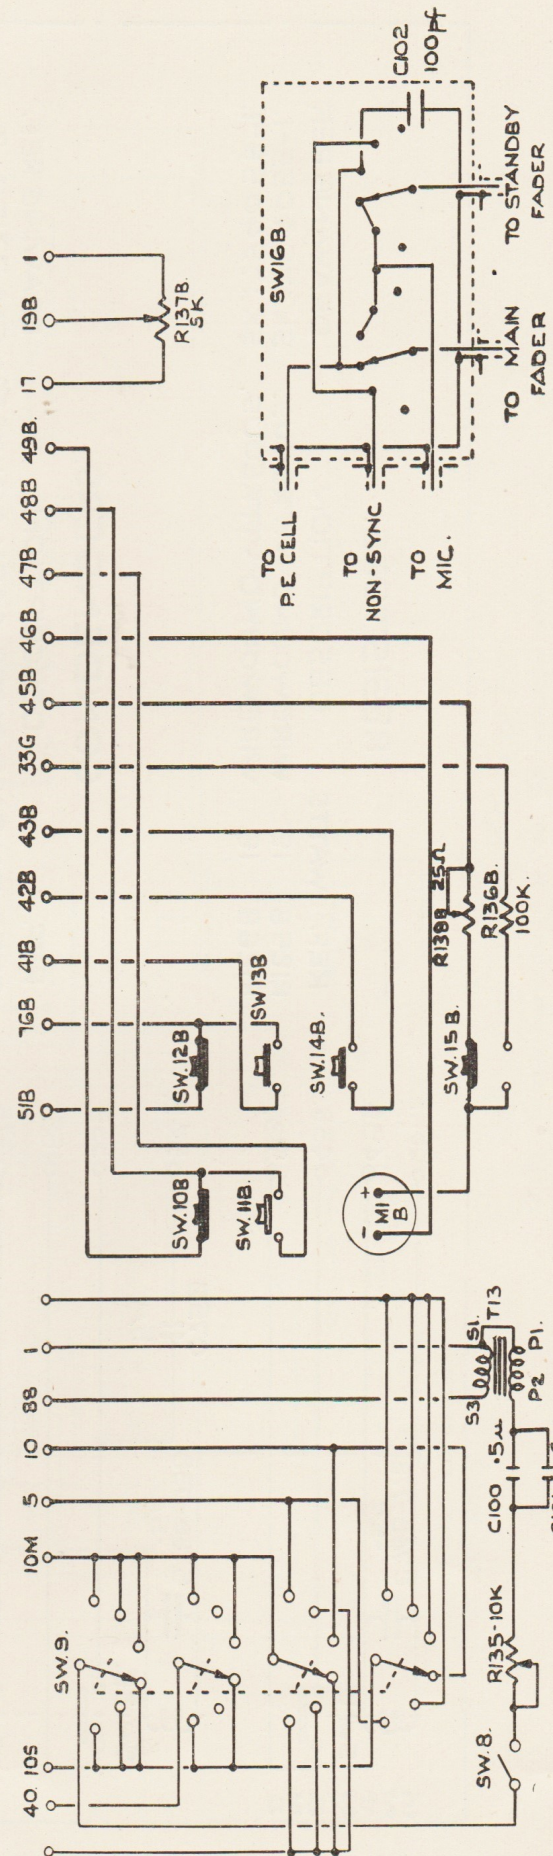 40
10S
10M
5
10
88
1
51B
76B
41B
42B
43B
33G
45B
46B
47B
48B
49B.
17
19B
1
SW.9.
SW.8.
R135-10K
C100 .5µ
S3
S1.
T13
P2
P1.
SW.10B
SW.11B
SW.12B
SW13B
SW.14B.
SW.15B.
- +
M1
B
R138B 25Ω
R136B
100K.
R137B.
5K
SW16B.
C102
100pf
TO
P.E CELL
TO
NON-SYNC
TO
MIC.
TO MAIN
FADER
TO STANDBY
FADER